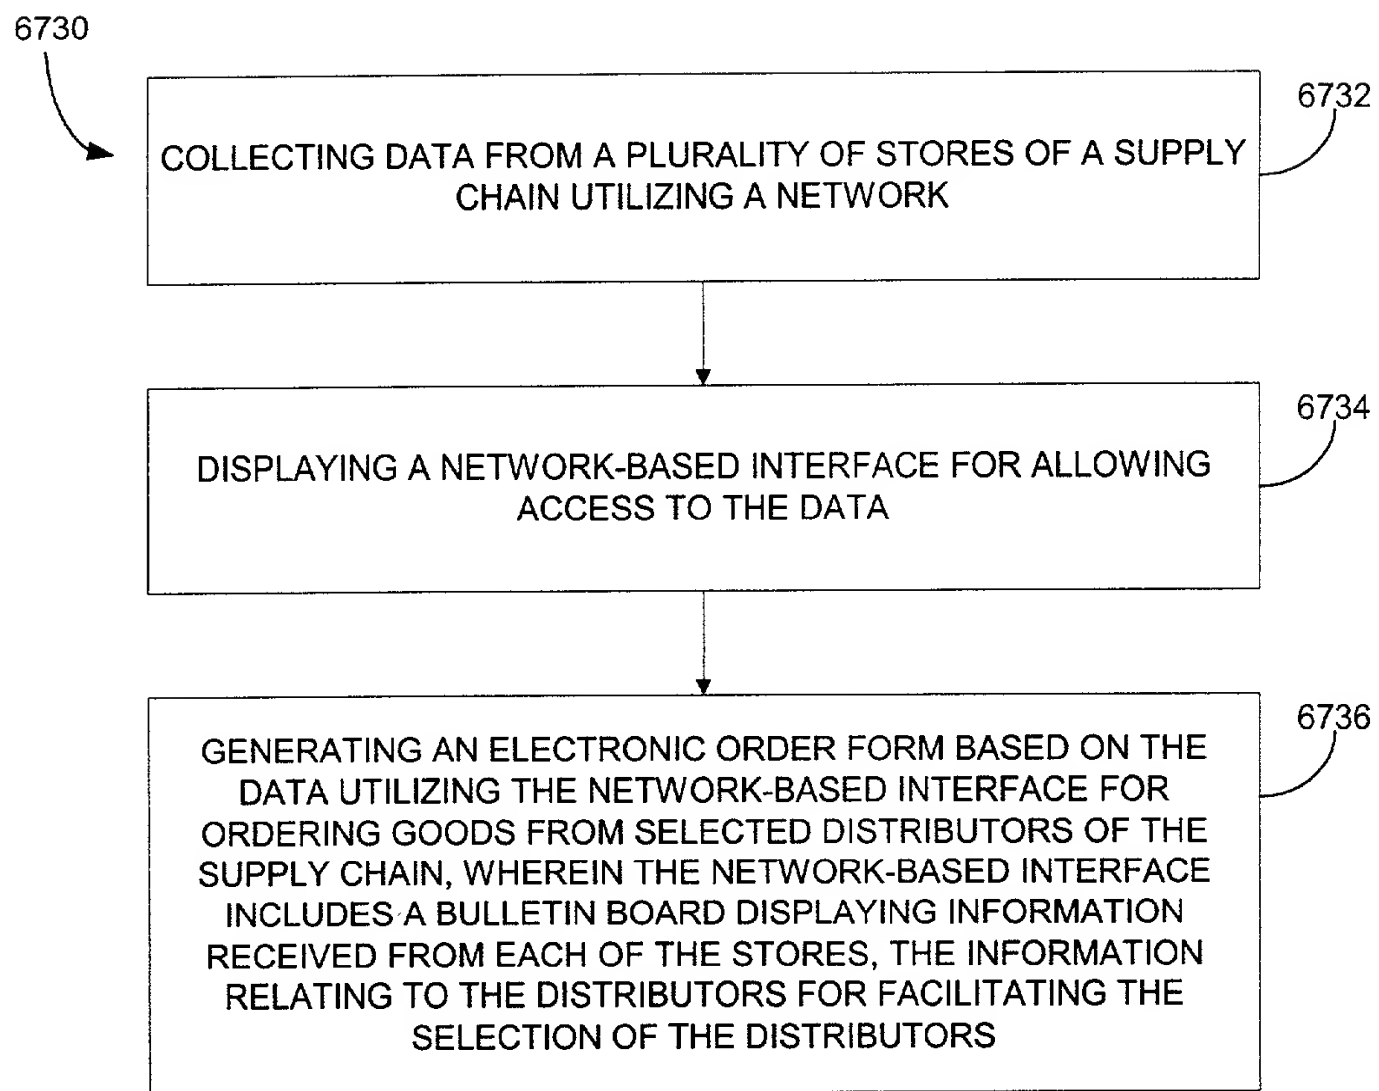 6730
6732
COLLECTING DATA FROM A PLURALITY OF STORES OF A SUPPLY
CHAIN UTILIZING A NETWORK
6734
DISPLAYING A NETWORK-BASED INTERFACE FOR ALLOWING
ACCESS TO THE DATA
6736
GENERATING AN ELECTRONIC ORDER FORM BASED ON THE
DATA UTILIZING THE NETWORK-BASED INTERFACE FOR
ORDERING GOODS FROM SELECTED DISTRIBUTORS OF THE
SUPPLY CHAIN, WHEREIN THE NETWORK-BASED INTERFACE
INCLUDES A BULLETIN BOARD DISPLAYING INFORMATION
RECEIVED FROM EACH OF THE STORES, THE INFORMATION
RELATING TO THE DISTRIBUTORS FOR FACILITATING THE
SELECTION OF THE DISTRIBUTORS